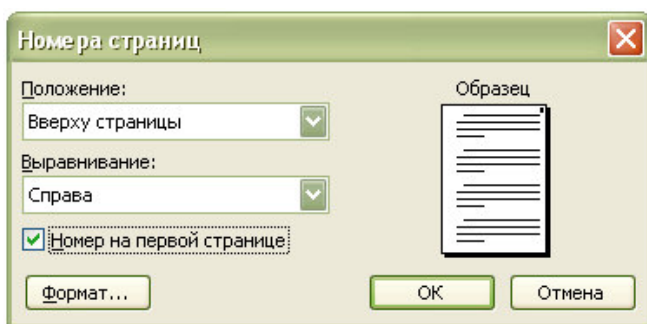 Номера страниц
Положение:
Образец
Вверху страницы
Выравнивание:
Справа
Номер на первой странице
Формат...
ОК
Отмена